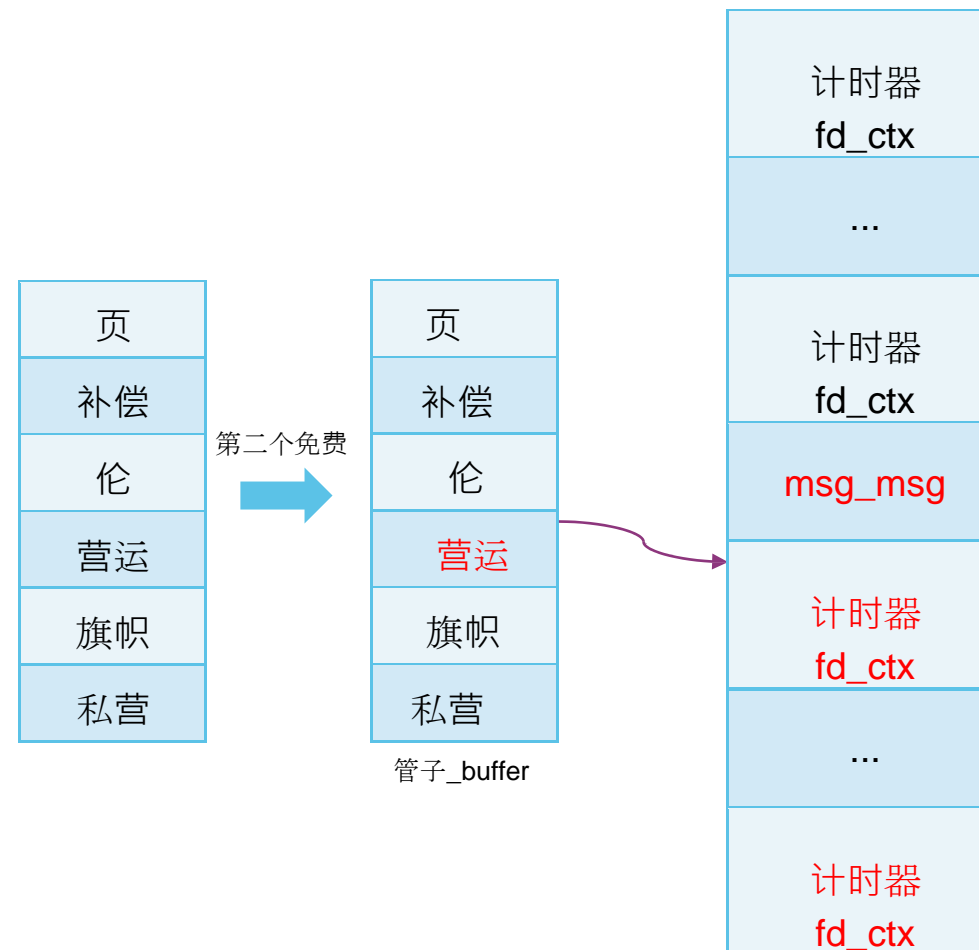 页
补偿
伦
营运
旗帜
私营
第二个免费
页
补偿
伦
营运
旗帜
私营
管子_buffer
计时器
fd_ctx
...
计时器
fd_ctx
msg_msg
计时器
fd_ctx
...
计时器
fd_ctx